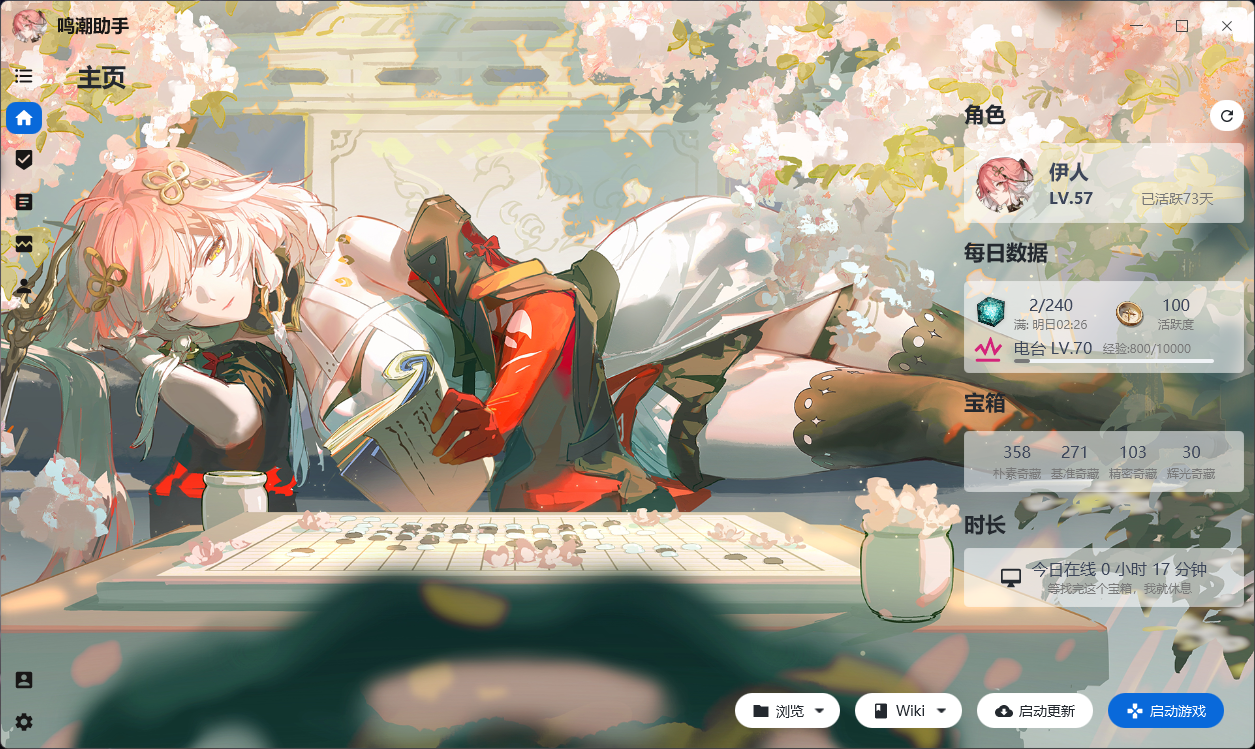 鸣潮助手
主页
角色
伊人
LV.57
已活跃73天
每日数据
2/240
满: 明日02:26
100
活跃度
电台 LV.70 经验:800/10000
宝箱
358 271 103 30
朴素奇藏 基准奇藏 精密奇藏 辉光奇藏
时长
今日在线 0 小时 17 分钟
等找完这个宝箱，我就休息
浏览 Wiki 启动更新 启动游戏